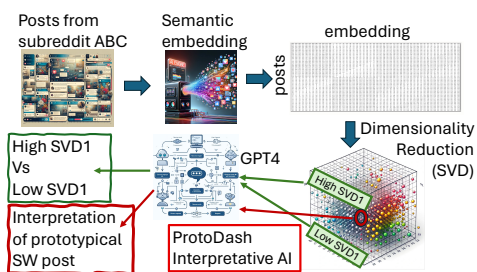 Posts from
subreddit ABC
Semantic
embedding
embedding
posts
Dimensionality
Reduction
(SVD)
High SVD1
Vs
Low SVD1
GPT4
High SVD1
Low SVD1
Interpretation
of prototypical
SW post
ProtoDash
Interpretative AI